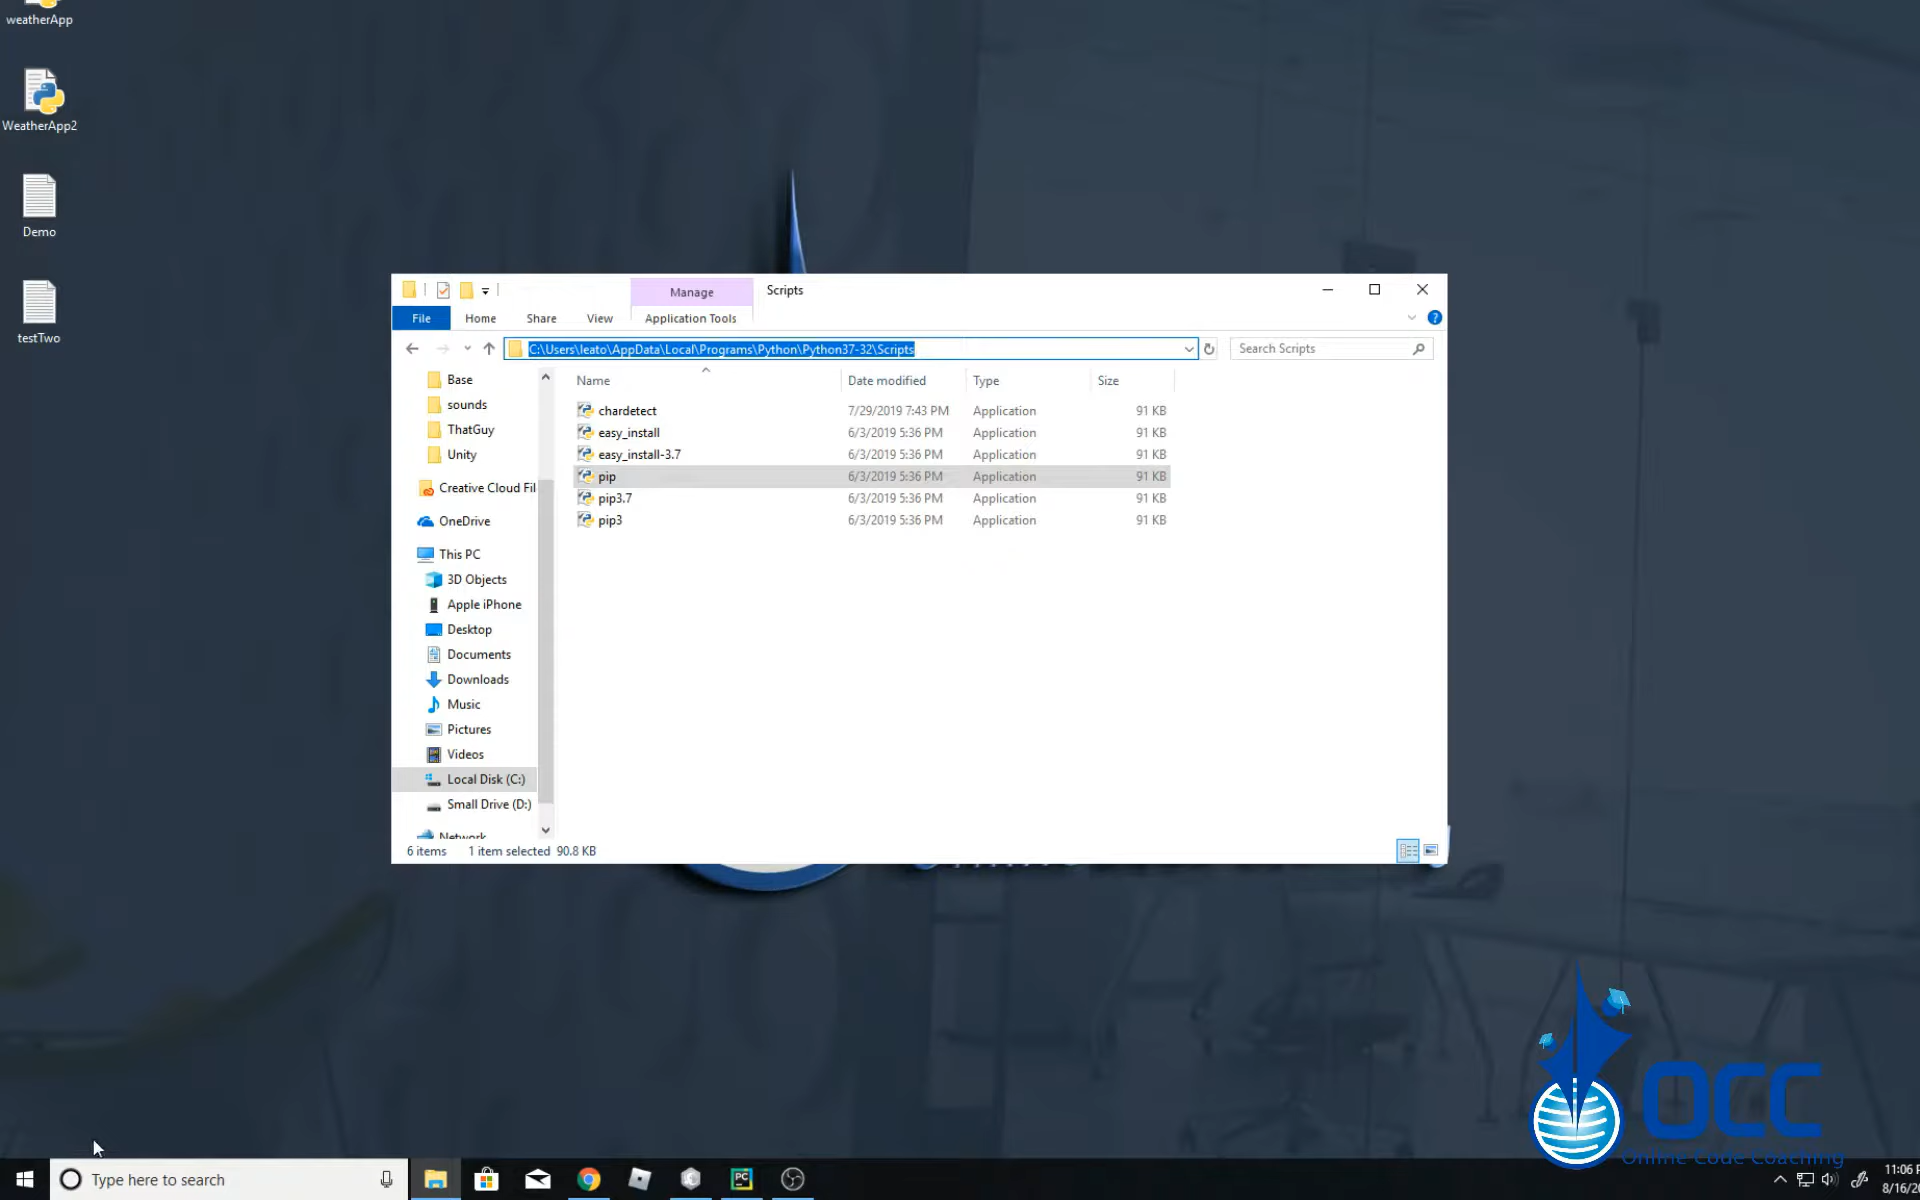 weatherApp
WeatherApp2
Demo
testTwo
Manage
Scripts
File
Home
Share
View
Application Tools
C:\Users\leato\AppData\Local\Programs\Python\Python37-32\Scripts
Search Scripts
Name
Date modified
Type
Size
chardetect 7/29/2019 7:43 PM Application 91 KB
easy_install 6/3/2019 5:36 PM Application 91 KB
easy_install-3.7 6/3/2019 5:36 PM Application 91 KB
pip 6/3/2019 5:36 PM Application 91 KB
pip3.7 6/3/2019 5:36 PM Application 91 KB
pip3 6/3/2019 5:36 PM Application 91 KB
Base
sounds
ThatGuy
Unity
Creative Cloud Fil
OneDrive
This PC
3D Objects
Apple iPhone
Desktop
Documents
Downloads
Music
Pictures
Videos
Local Disk (C:)
Small Drive (D:)
Network
6 items 1 item selected 90.8 KB
OCC
Online Code Coaching
Type here to search
PC
11:06 P
8/16/20